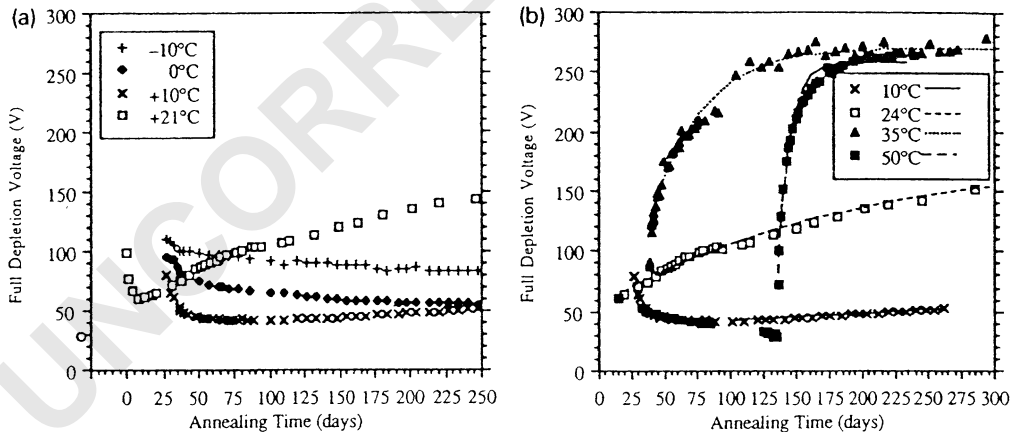 (a)
Full Depletion Voltage (V)
300
250
200
150
100
50
0
−10°C
0°C
+10°C
+21°C
0 25 50 75 100 125 150 175 200 225 250
Annealing Time (days)
(b)
Full Depletion Voltage (V)
300
250
200
150
100
50
0
10°C
24°C
35°C
50°C
0 25 50 75 100 125 150 175 200 225 250 275 300
Annealing Time (days)
UNCORRE